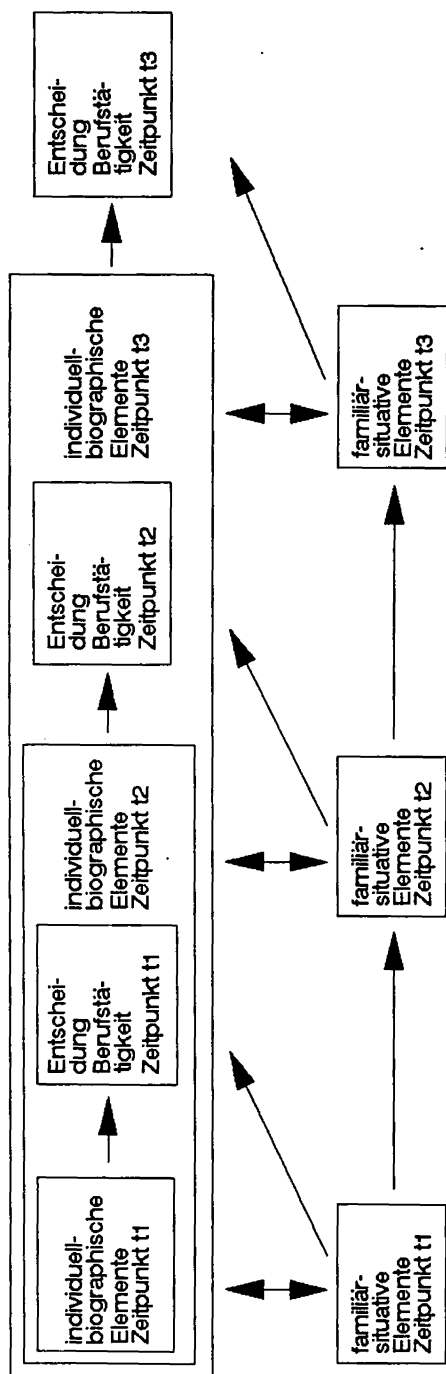 individuell-
biographische
Elemente
Zeitpunkt t1
Entschei-
dung
Berufstä-
tigkeit
Zeitpunkt t1
individuell-
biographische
Elemente
Zeitpunkt t2
Entschei-
dung
Berufstä-
tigkeit
Zeitpunkt t2
individuell-
biographische
Elemente
Zeitpunkt t3
Entschei-
dung
Berufstä-
tigkeit
Zeitpunkt t3
familiär-
situative
Elemente
Zeitpunkt t1
familiär-
situative
Elemente
Zeitpunkt t2
familiär-
situative
Elemente
Zeitpunkt t3